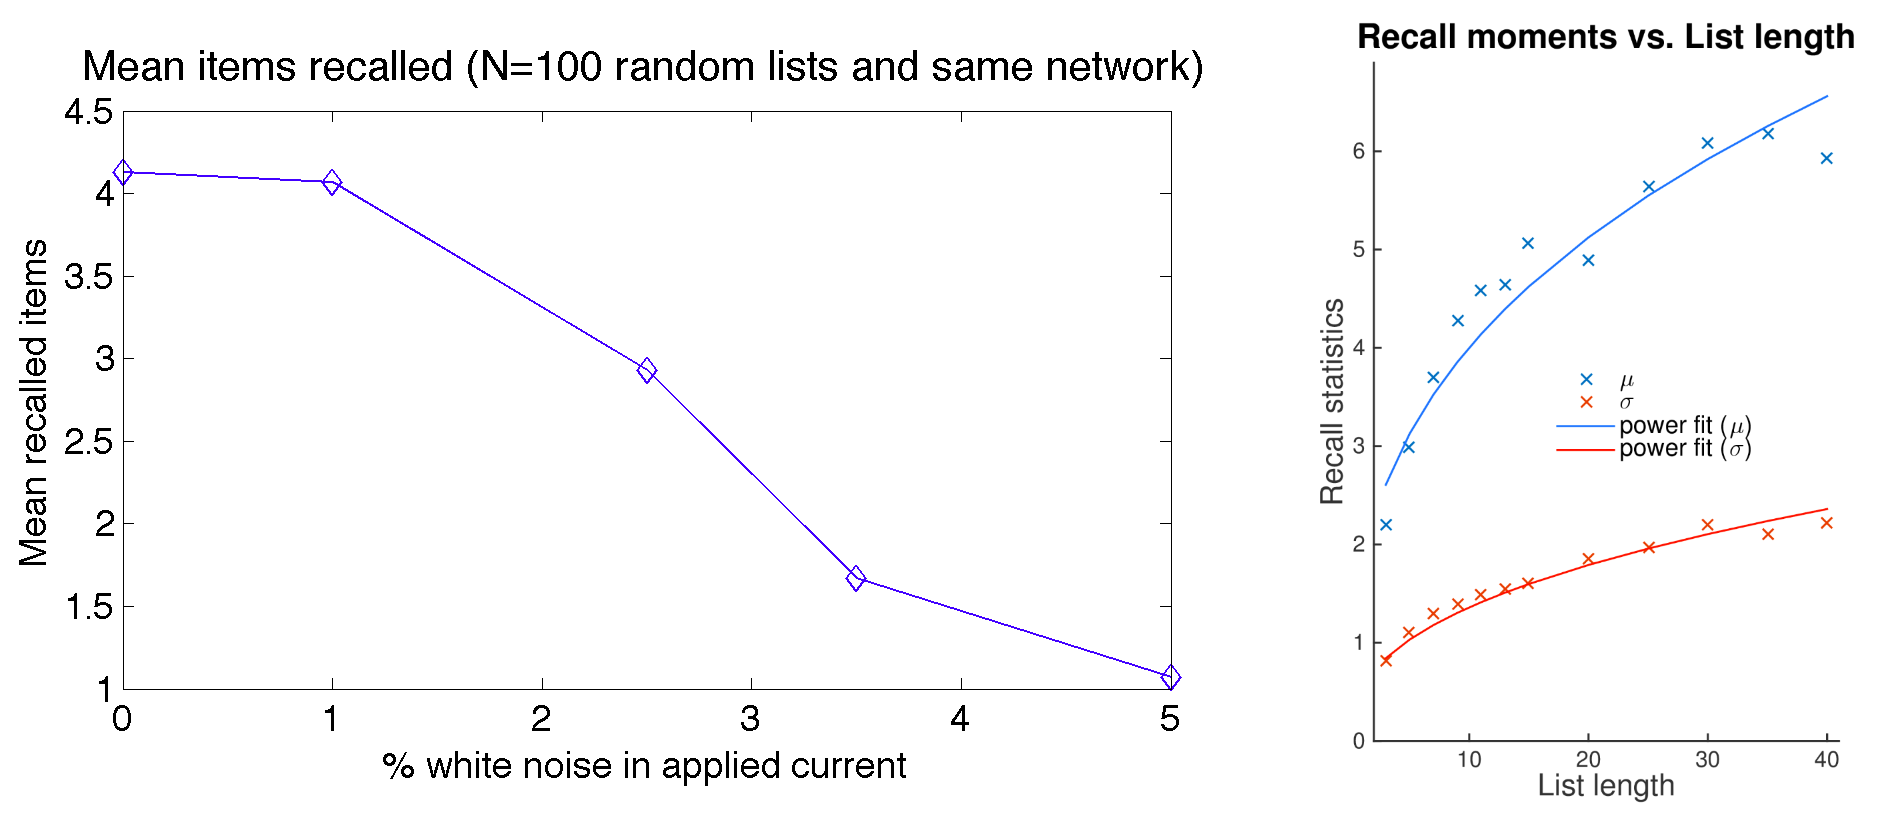 Mean items recalled (N=100 random lists and same network)
4.5
4
3.5
3
2.5
2
1.5
1
Mean recalled items
0 1 2 3 4 5
% white noise in applied current
Recall moments vs. List length
6
5
4
3
2
1
0
Recall statistics
μ
σ
power fit (μ)
power fit (σ)
10 20 30 40
List length